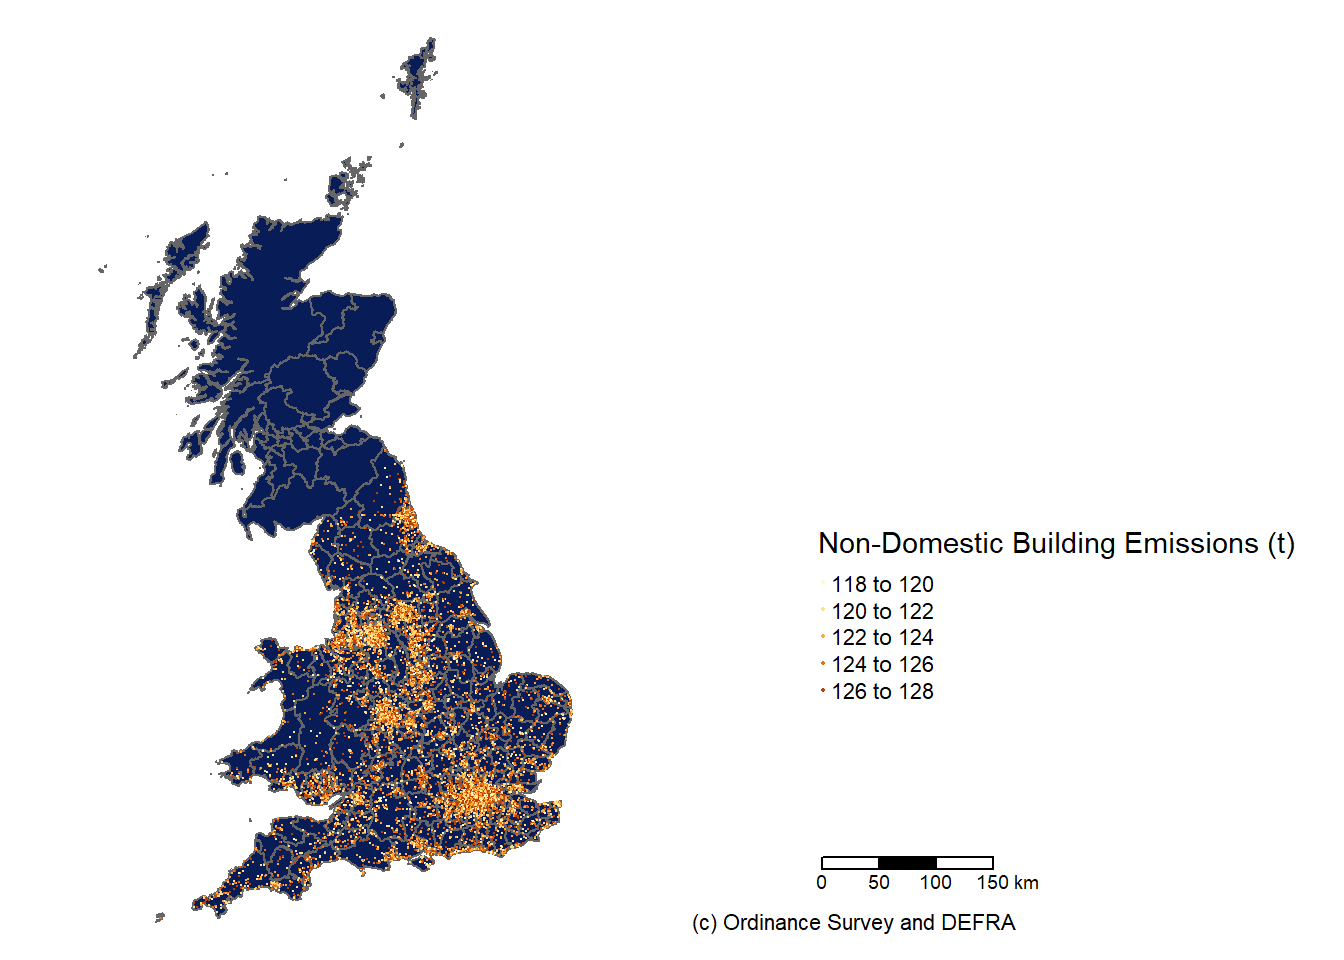 Non-Domestic Building Emissions (t)
118 to 120
120 to 122
122 to 124
124 to 126
126 to 128
0 50 100 150 km
(c) Ordinance Survey and DEFRA